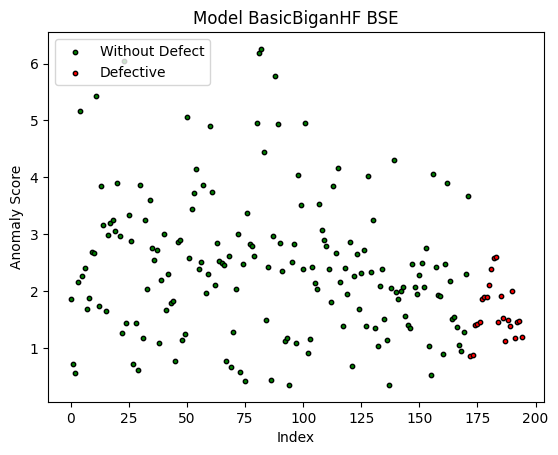 Model BasicBiganHF BSE
Without Defect
Defective
Anomaly Score
6
5
4
3
2
1
0 25 50 75 100 125 150 175 200
Index